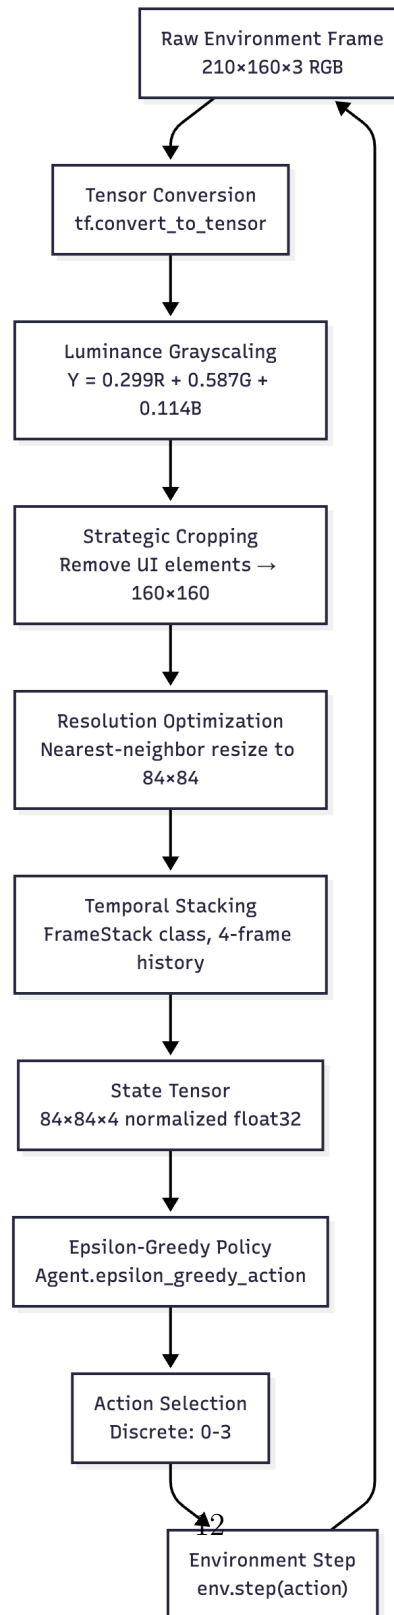 Raw Environment Frame
210×160×3 RGB
Tensor Conversion
tf.convert_to_tensor
Luminance Grayscaling
Y = 0.299R + 0.587G +
0.114B
Strategic Cropping
Remove UI elements →
160×160
Resolution Optimization
Nearest-neighbor resize to
84×84
Temporal Stacking
FrameStack class, 4-frame
history
State Tensor
84×84×4 normalized float32
Epsilon-Greedy Policy
Agent.epsilon_greedy_action
Action Selection
Discrete: 0-3
12
Environment Step
env.step(action)